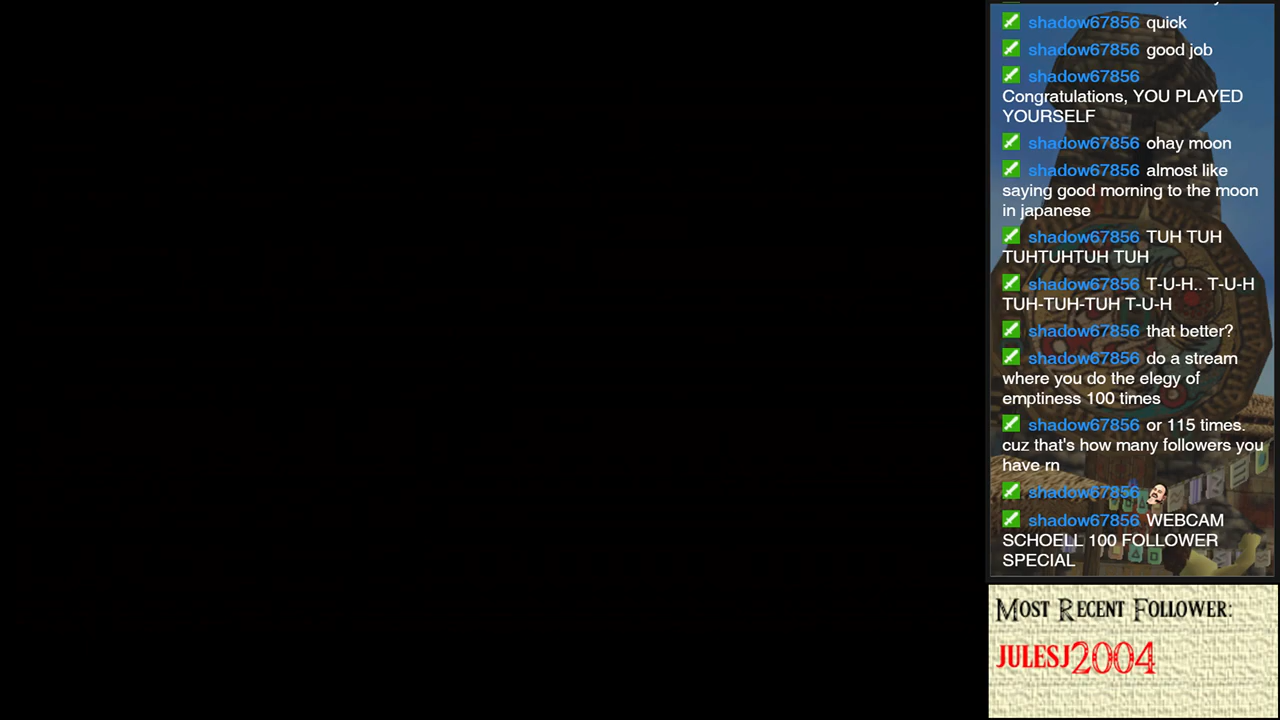 shadow67856 quick
shadow67856 good job
shadow67856
Congratulations, YOU PLAYED
YOURSELF
shadow67856 ohay moon
shadow67856 almost like
saying good morning to the moon
in japanese
shadow67856 TUH TUH
TUHTUHTUH TUH
shadow67856 T-U-H.. T-U-H
TUH-TUH-TUH T-U-H
shadow67856 that better?
shadow67856 do a stream
where you do the elegy of
emptiness 100 times
shadow67856 or 115 times.
cuz that's how many followers you
have rn
shadow67856
shadow67856 WEBCAM
SCHOELL 100 FOLLOWER
SPECIAL
MOST RECENT FOLLOWER:
JULESJ2004